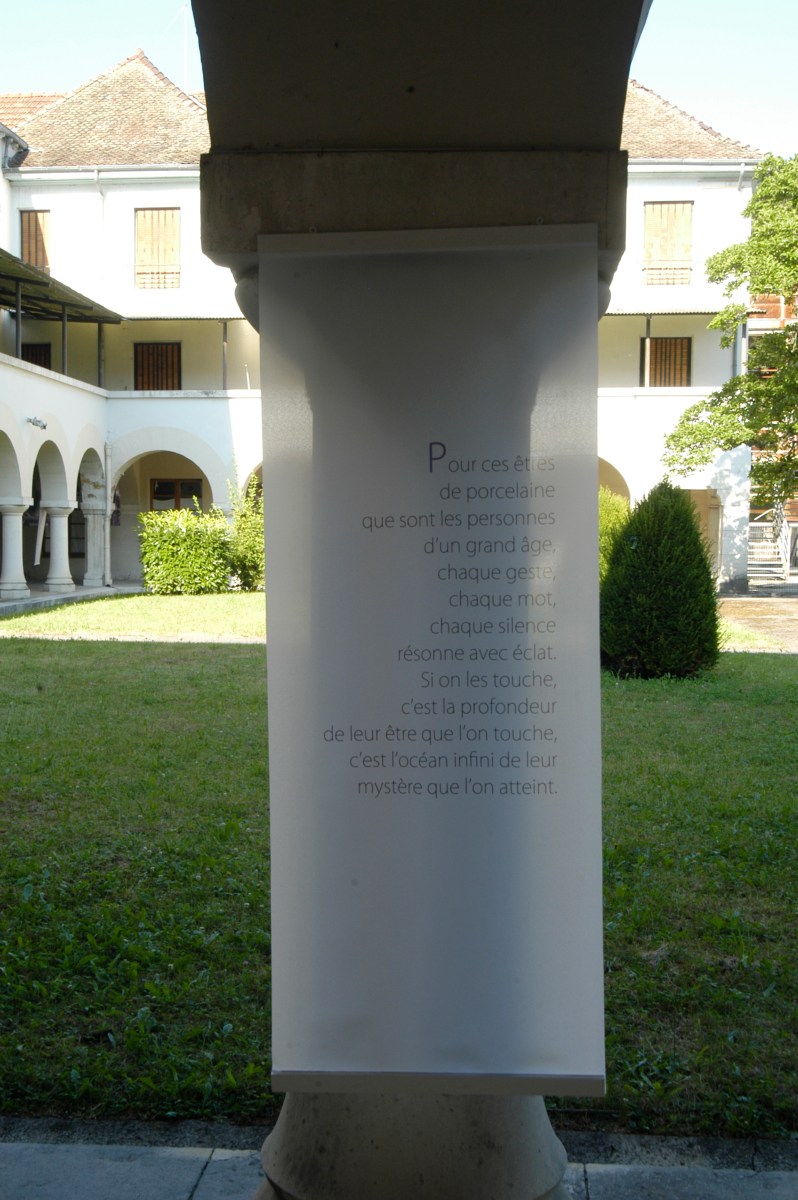 Pour ces êtres
de porcelaine
que sont les personnes
d'un grand âge,
chaque geste,
chaque mot,
chaque silence
résonne avec éclat.
Si on les touche,
c'est la profondeur
de leur être que l'on touche,
c'est l'océan infini de leur
mystère que l'on atteint.